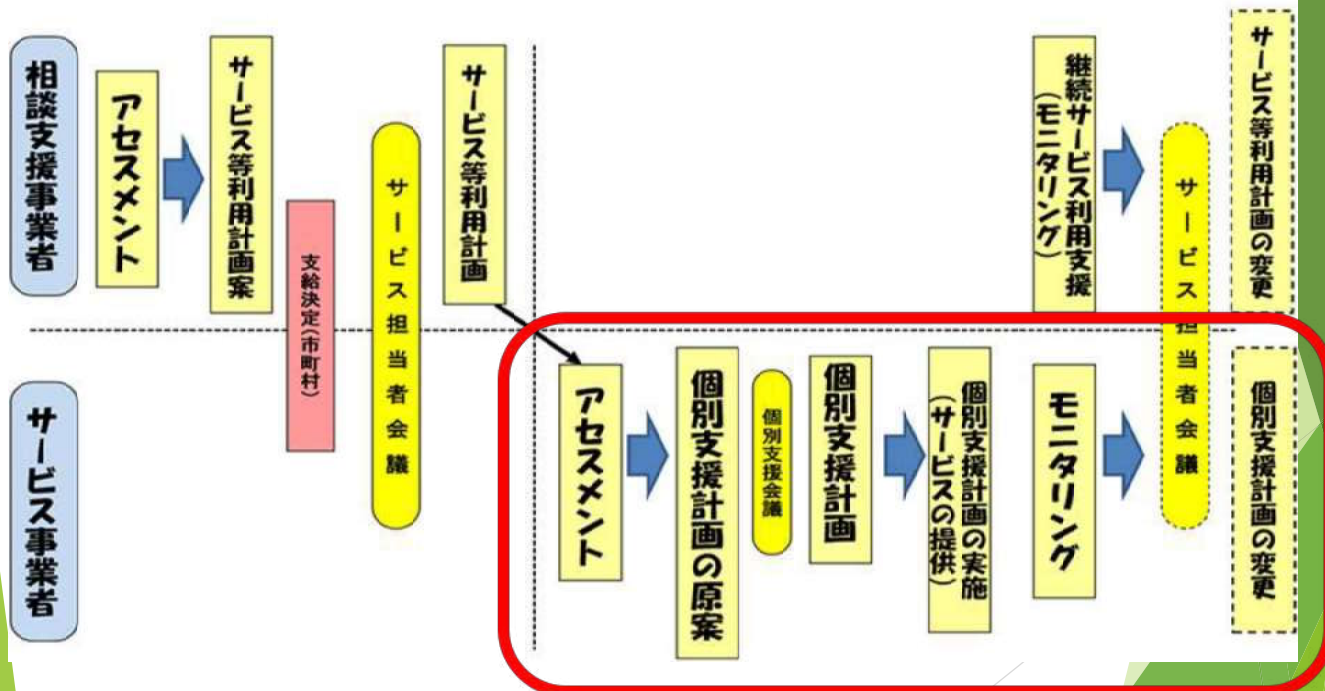 相談支援事業者
アセスメント
サービス等利用計画案
支給決定(市町村)
サービス担当者会議
サービス等利用計画
継続サービス利用支援
(モニタリング)
サービス担当者会議
サービス等利用計画の変更
サービス事業者
アセスメント
個別支援計画の原案
個別支援会議
個別支援計画
個別支援計画の実施
(サービスの提供)
モニタリング
個別支援計画の変更